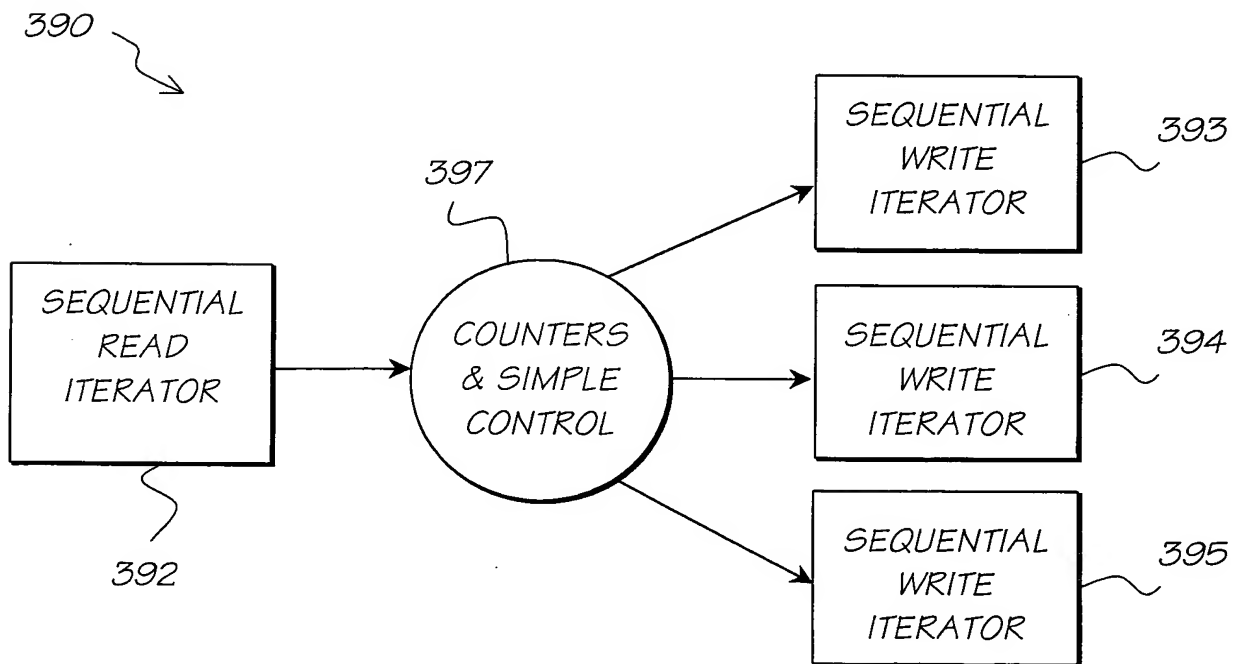 390
397
SEQUENTIAL
READ
ITERATOR
392
COUNTERS
& SIMPLE
CONTROL
SEQUENTIAL
WRITE
ITERATOR
393
SEQUENTIAL
WRITE
ITERATOR
394
SEQUENTIAL
WRITE
ITERATOR
395